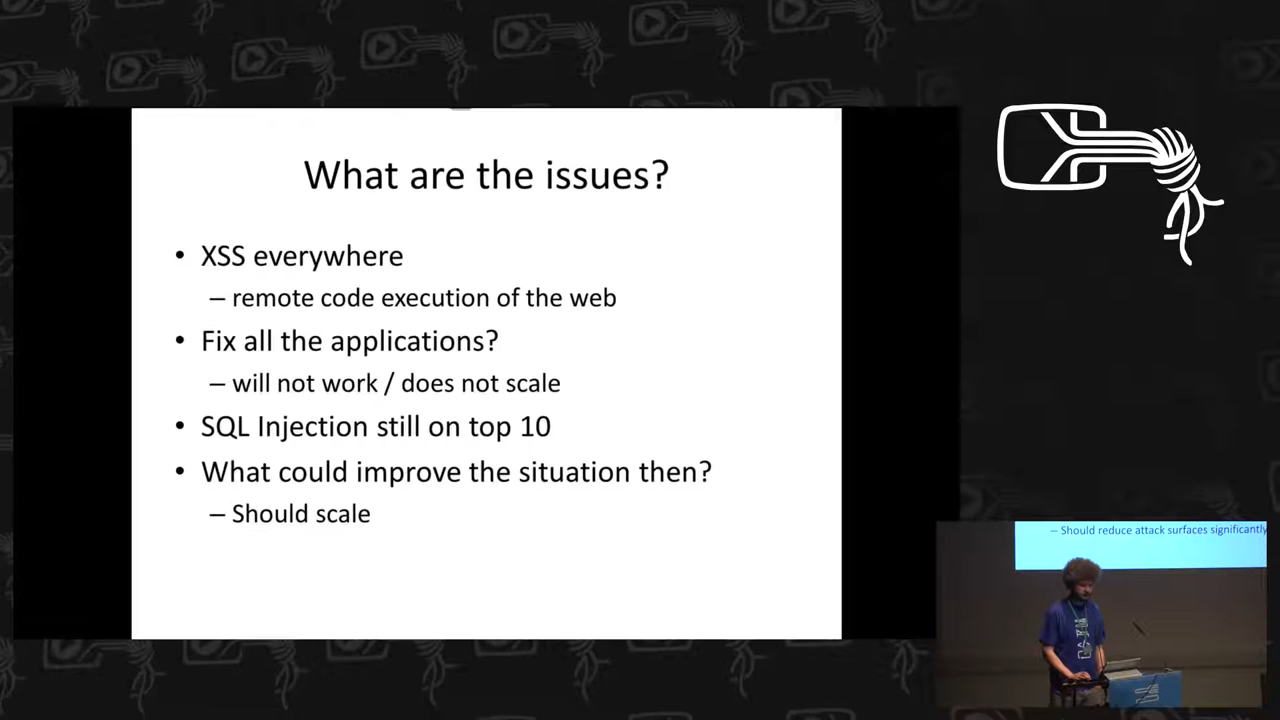 What are the issues?
• XSS everywhere
– remote code execution of the web
• Fix all the applications?
– will not work / does not scale
• SQL Injection still on top 10
• What could improve the situation then?
– Should scale
– Should reduce attack surfaces significantly